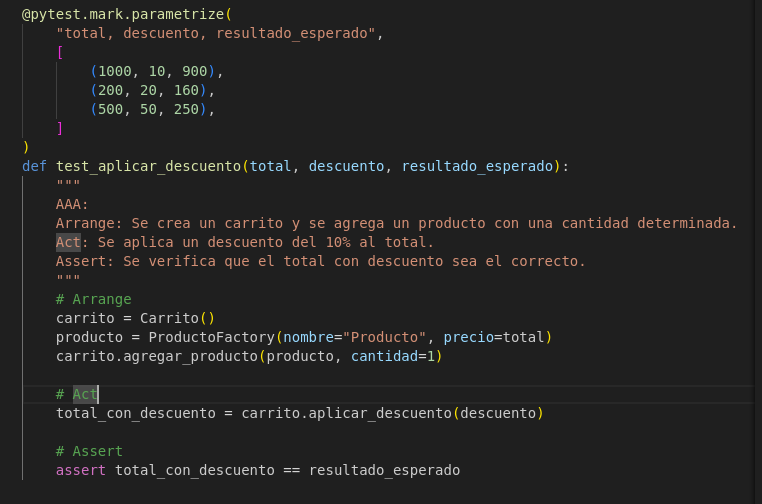 @pytest.mark.parametrize(
    "total, descuento, resultado_esperado",
    [
        (1000, 10, 900),
        (200, 20, 160),
        (500, 50, 250),
    ]
)
def test_aplicar_descuento(total, descuento, resultado_esperado):
    """
    AAA:
    Arrange: Se crea un carrito y se agrega un producto con una cantidad determinada.
    Act: Se aplica un descuento del 10% al total.
    Assert: Se verifica que el total con descuento sea el correcto.
    """
    # Arrange
    carrito = Carrito()
    producto = ProductoFactory(nombre="Producto", precio=total)
    carrito.agregar_producto(producto, cantidad=1)
    # Act
    total_con_descuento = carrito.aplicar_descuento(descuento)
    # Assert
    assert total_con_descuento == resultado_esperado